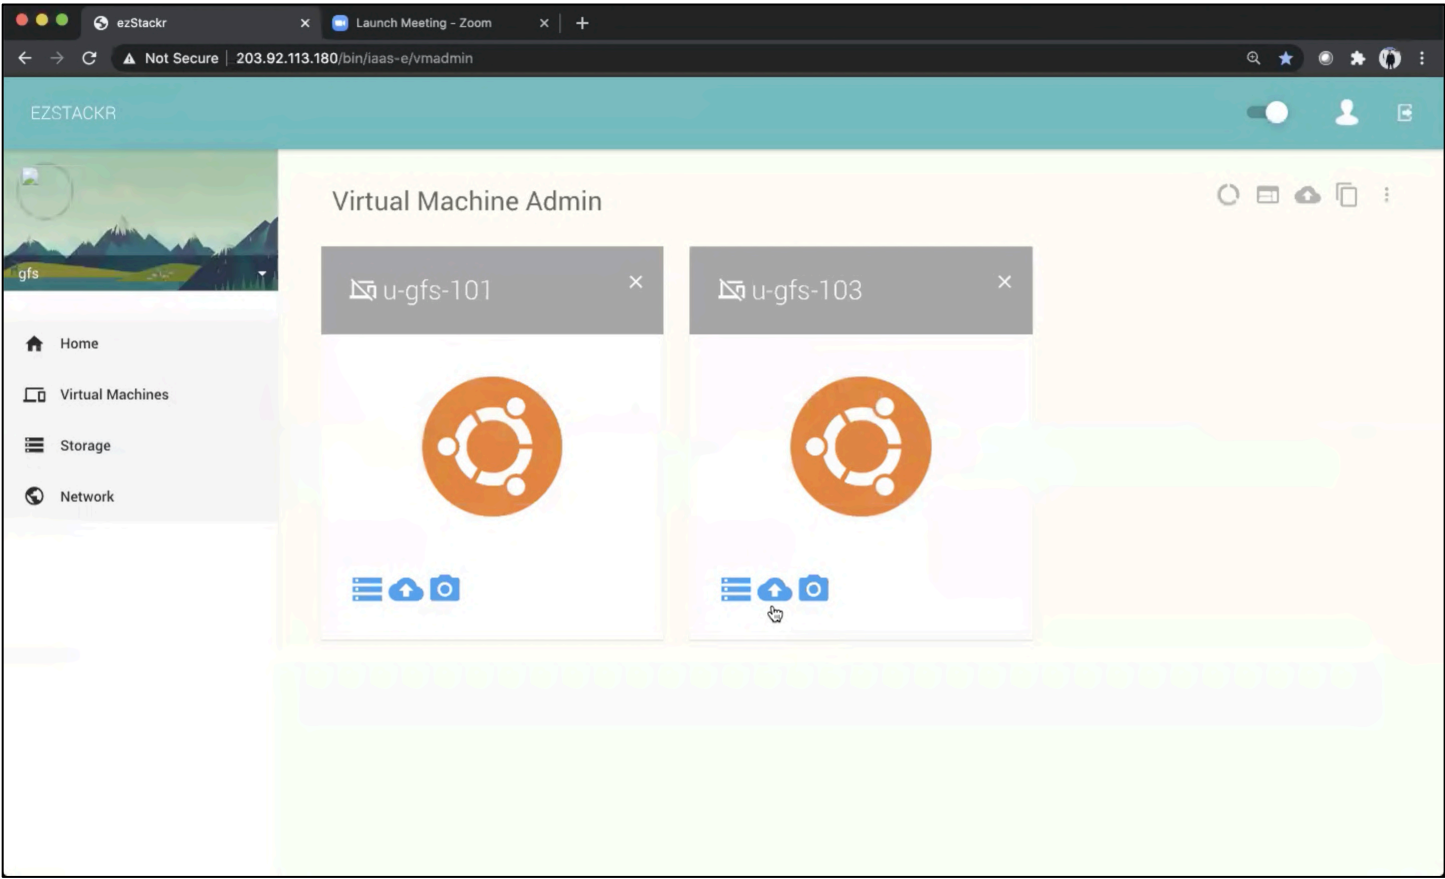 ezStackr
Launch Meeting - Zoom
Not Secure | 203.92.113.180/bin/iaas-e/vmadmin
EZSTACKR
gfs
Home
Virtual Machines
Storage
Network
Virtual Machine Admin
u-gfs-101
u-gfs-103